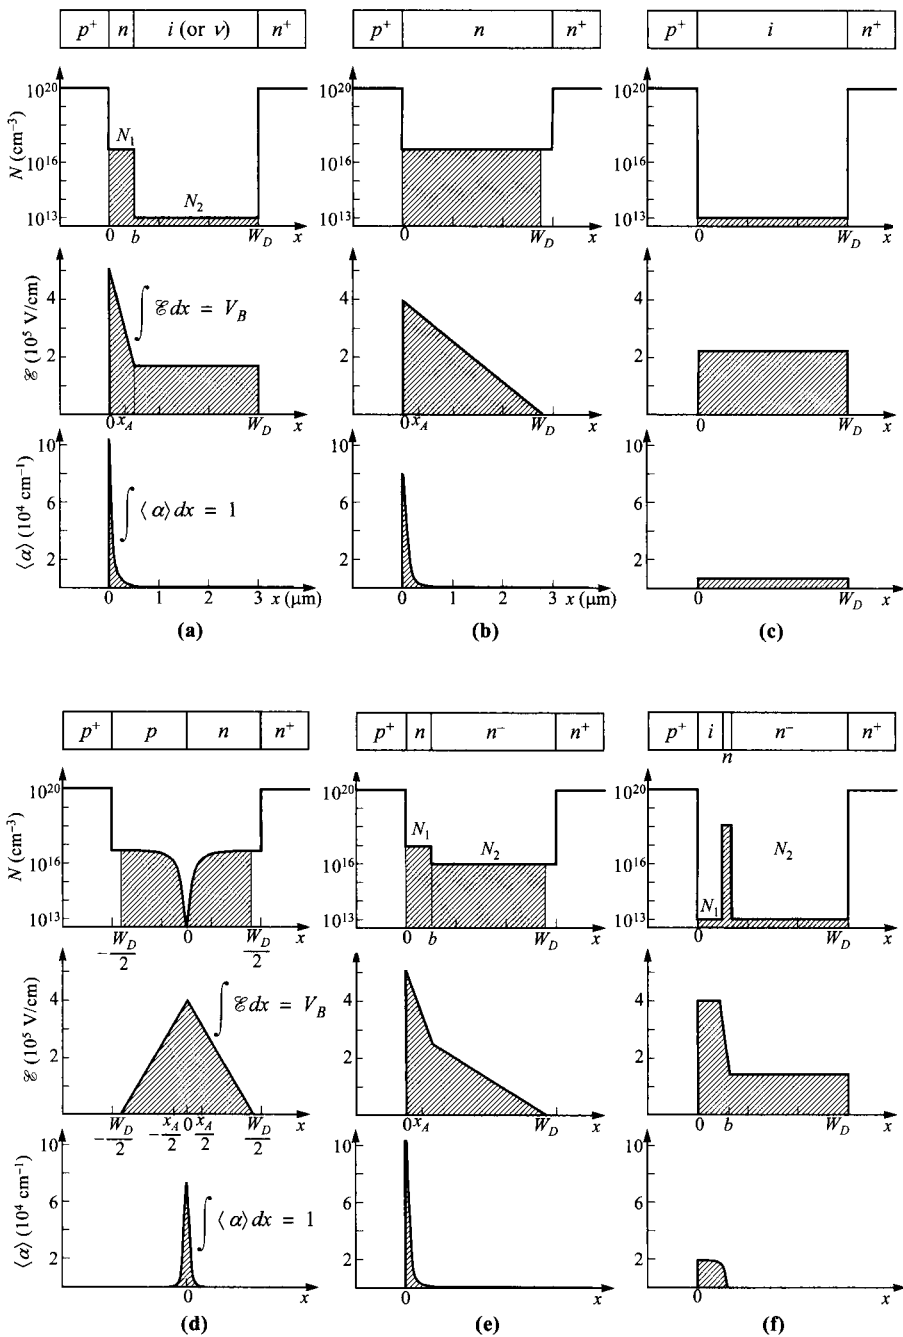 p⁺ n i (or ν) n⁺
p⁺ n n⁺
p⁺ i n⁺
N (cm⁻³)
10²⁰
10¹⁶
10¹³
N₁
N₂
0 b W_D x
10²⁰
10¹⁶
10¹³
0 W_D x
10²⁰
10¹⁶
10¹³
0 W_D x
ℰ (10⁵ V/cm)
4
2
∫ ℰdx = V_B
0 x_A W_D x
4
2
0 x_A W_D x
4
2
0 W_D x
⟨α⟩ (10⁴ cm⁻¹)
10
6
2
∫ ⟨α⟩dx = 1
0 1 2 3 x (μm)
10
6
2
0 1 2 3 x (μm)
10
6
2
0 W_D x
(a) (b) (c)
p⁺ p n n⁺
p⁺ n n⁻ n⁺
p⁺ i n⁻ n⁺
n
N (cm⁻³)
10²⁰
10¹⁶
10¹³
-W_D/2 0 W_D/2 x
10²⁰
10¹⁶
10¹³
N₁
N₂
0 b W_D x
10²⁰
10¹⁶
10¹³
N₁
N₂
0 W_D x
ℰ (10⁵ V/cm)
4
2
∫ ℰdx = V_B
-W_D/2 -x_A/2 0 x_A/2 W_D/2 x
4
2
0 x_A W_D x
4
2
0 b W_D x
⟨α⟩ (10⁴ cm⁻¹)
10
6
2
∫ ⟨α⟩dx = 1
0 x
10
6
2
0 x
10
6
2
0 x
(d) (e) (f)